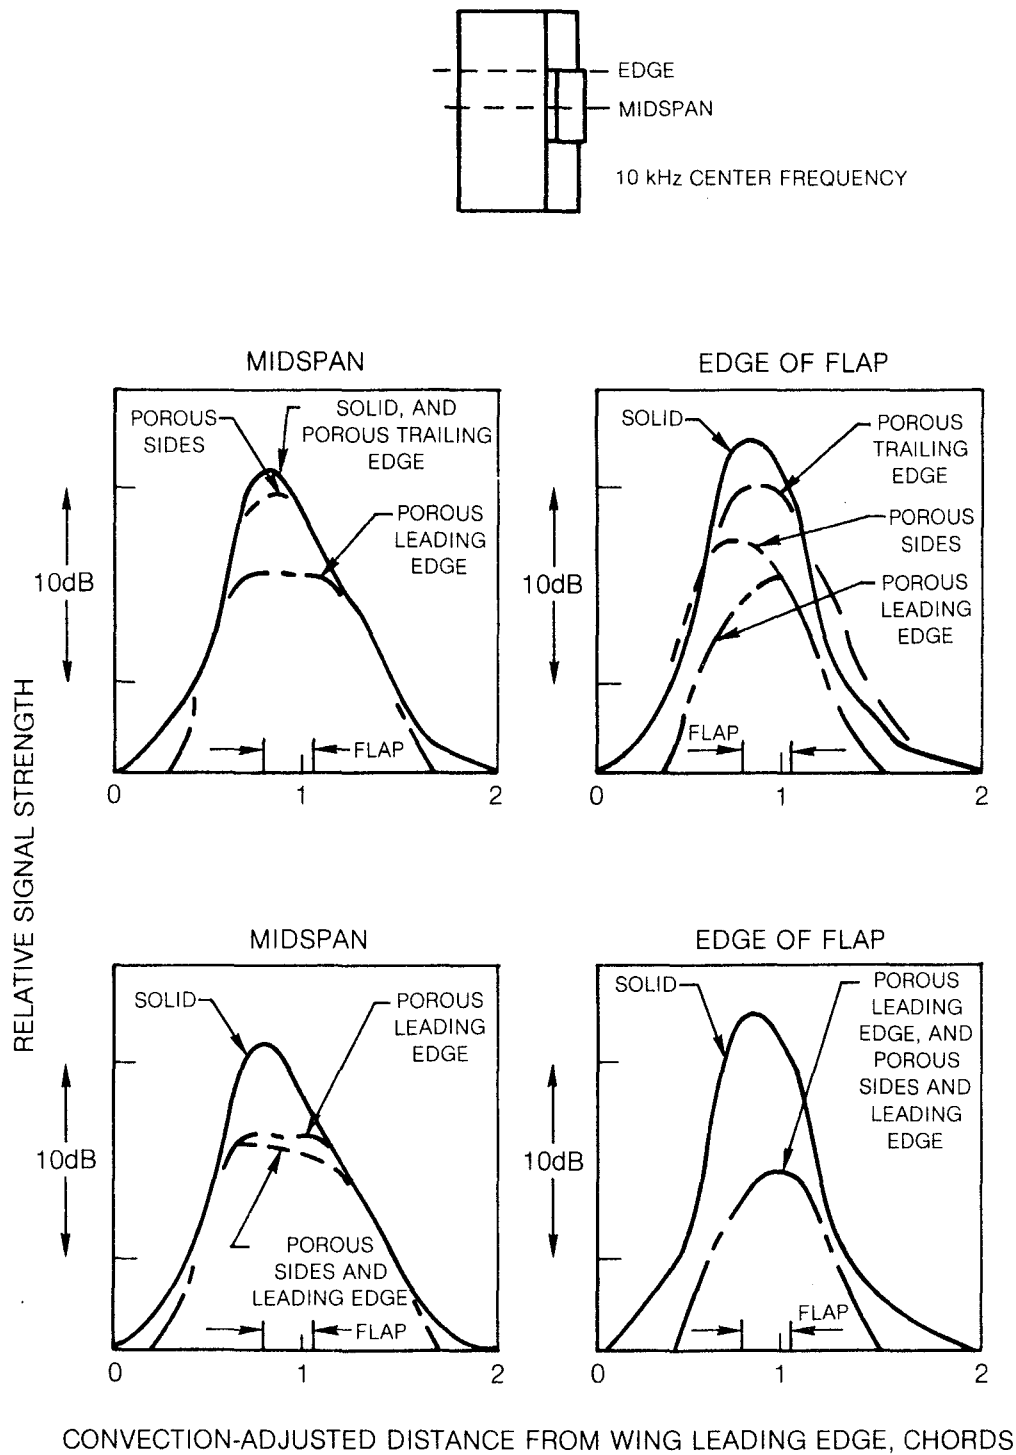 EDGE
MIDSPAN
10 kHz CENTER FREQUENCY
MIDSPAN
POROUS
SIDES
SOLID, AND
POROUS TRAILING
EDGE
POROUS
LEADING
EDGE
10dB
FLAP
0
1
2
EDGE OF FLAP
SOLID
POROUS
TRAILING
EDGE
POROUS
SIDES
POROUS
LEADING
EDGE
10dB
FLAP
0
1
2
RELATIVE SIGNAL STRENGTH
MIDSPAN
SOLID
POROUS
LEADING
EDGE
10dB
POROUS
SIDES AND
LEADING EDGE
FLAP
0
1
2
EDGE OF FLAP
SOLID
POROUS
LEADING
EDGE, AND
POROUS
SIDES AND
LEADING
EDGE
10dB
FLAP
0
1
2
CONVECTION-ADJUSTED DISTANCE FROM WING LEADING EDGE, CHORDS